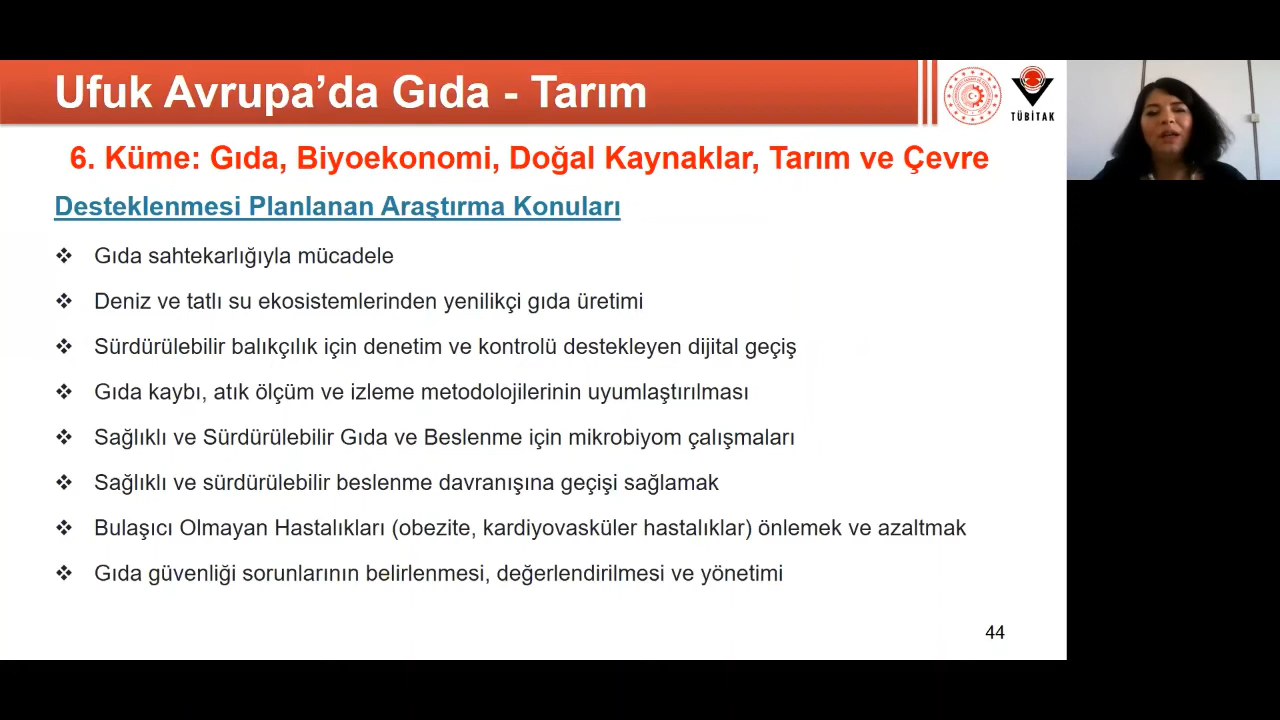 Ufuk Avrupa’da Gıda - Tarım
TÜBİTAK
6. Küme: Gıda, Biyoekonomi, Doğal Kaynaklar, Tarım ve Çevre
Desteklenmesi Planlanan Araştırma Konuları
❖ Gıda sahtekarlığıyla mücadele
❖ Deniz ve tatlı su ekosistemlerinden yenilikçi gıda üretimi
❖ Sürdürülebilir balıkçılık için denetim ve kontrolü destekleyen dijital geçiş
❖ Gıda kaybı, atık ölçüm ve izleme metodolojilerinin uyumlaştırılması
❖ Sağlıklı ve Sürdürülebilir Gıda ve Beslenme için mikrobiyom çalışmaları
❖ Sağlıklı ve sürdürülebilir beslenme davranışına geçişi sağlamak
❖ Bulaşıcı Olmayan Hastalıkları (obezite, kardiyovasküler hastalıklar) önlemek ve azaltmak
❖ Gıda güvenliği sorunlarının belirlenmesi, değerlendirilmesi ve yönetimi
44